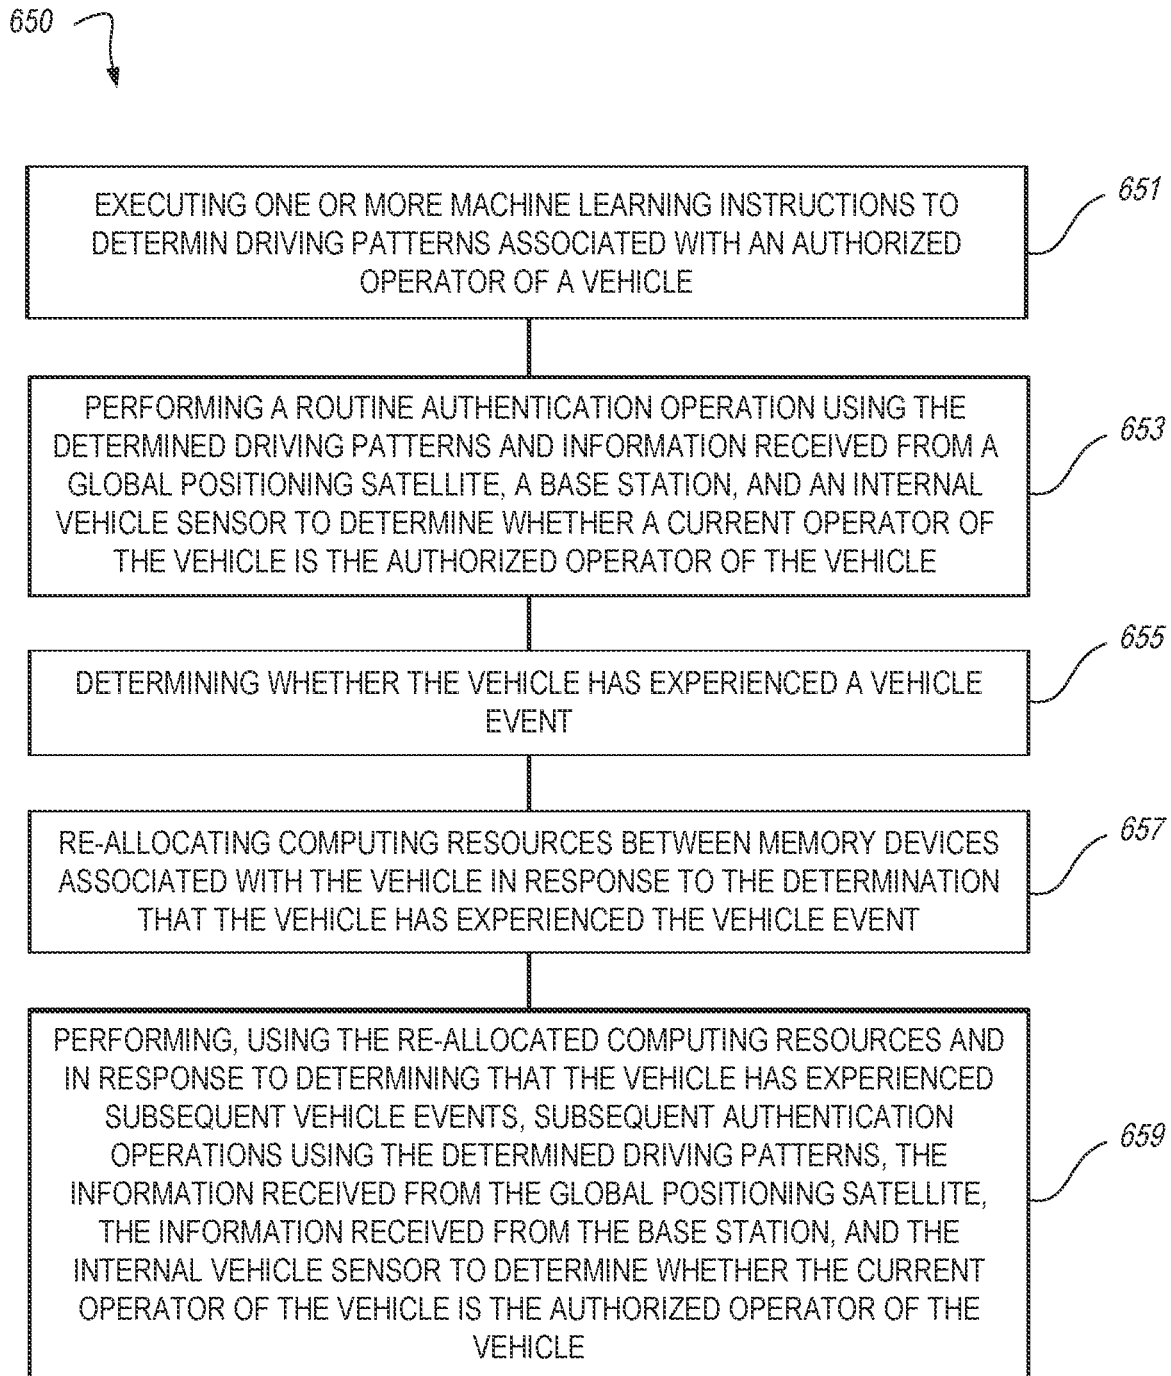 650
EXECUTING ONE OR MORE MACHINE LEARNING INSTRUCTIONS TO
DETERMIN DRIVING PATTERNS ASSOCIATED WITH AN AUTHORIZED
OPERATOR OF A VEHICLE
651
PERFORMING A ROUTINE AUTHENTICATION OPERATION USING THE
DETERMINED DRIVING PATTERNS AND INFORMATION RECEIVED FROM A
GLOBAL POSITIONING SATELLITE, A BASE STATION, AND AN INTERNAL
VEHICLE SENSOR TO DETERMINE WHETHER A CURRENT OPERATOR OF
THE VEHICLE IS THE AUTHORIZED OPERATOR OF THE VEHICLE
653
DETERMINING WHETHER THE VEHICLE HAS EXPERIENCED A VEHICLE
EVENT
655
RE-ALLOCATING COMPUTING RESOURCES BETWEEN MEMORY DEVICES
ASSOCIATED WITH THE VEHICLE IN RESPONSE TO THE DETERMINATION
THAT THE VEHICLE HAS EXPERIENCED THE VEHICLE EVENT
657
PERFORMING, USING THE RE-ALLOCATED COMPUTING RESOURCES AND
IN RESPONSE TO DETERMINING THAT THE VEHICLE HAS EXPERIENCED
SUBSEQUENT VEHICLE EVENTS, SUBSEQUENT AUTHENTICATION
OPERATIONS USING THE DETERMINED DRIVING PATTERNS, THE
INFORMATION RECEIVED FROM THE GLOBAL POSITIONING SATELLITE,
THE INFORMATION RECEIVED FROM THE BASE STATION, AND THE
INTERNAL VEHICLE SENSOR TO DETERMINE WHETHER THE CURRENT
OPERATOR OF THE VEHICLE IS THE AUTHORIZED OPERATOR OF THE
VEHICLE
659